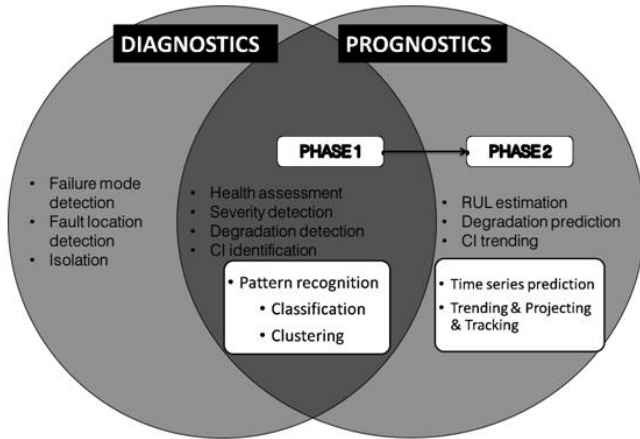 DIAGNOSTICS
PROGNOSTICS
PHASE 1
PHASE 2
• Failure mode
detection
• Fault location
detection
• Isolation
• Health assessment
• Severity detection
• Degradation detection
• CI identification
• Pattern recognition
• Classification
• Clustering
• RUL estimation
• Degradation prediction
• CI trending
• Time series prediction
• Trending & Projecting
& Tracking